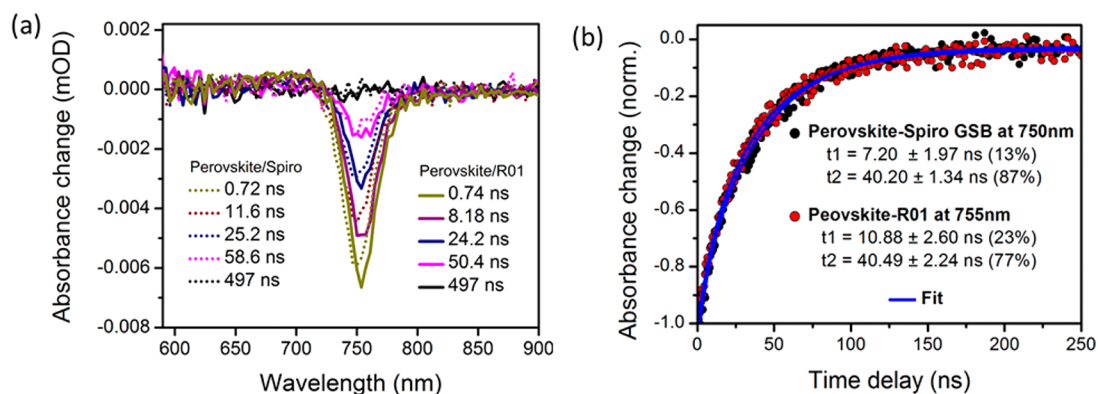 (a)
Absorbance change (mOD)
0.002
0.000
-0.002
-0.004
-0.006
-0.008
Perovskite/Spiro
0.72 ns
11.6 ns
25.2 ns
58.6 ns
497 ns
Perovskite/R01
0.74 ns
8.18 ns
24.2 ns
50.4 ns
497 ns
600 650 700 750 800 850 900
Wavelength (nm)
(b)
Absorbance change (norm.)
0.0
-0.2
-0.4
-0.6
-0.8
-1.0
Perovskite-Spiro GSB at 750nm
t1 = 7.20 ± 1.97 ns (13%)
t2 = 40.20 ± 1.34 ns (87%)
Peovskite-R01 at 755nm
t1 = 10.88 ± 2.60 ns (23%)
t2 = 40.49 ± 2.24 ns (77%)
Fit
0 50 100 150 200 250
Time delay (ns)